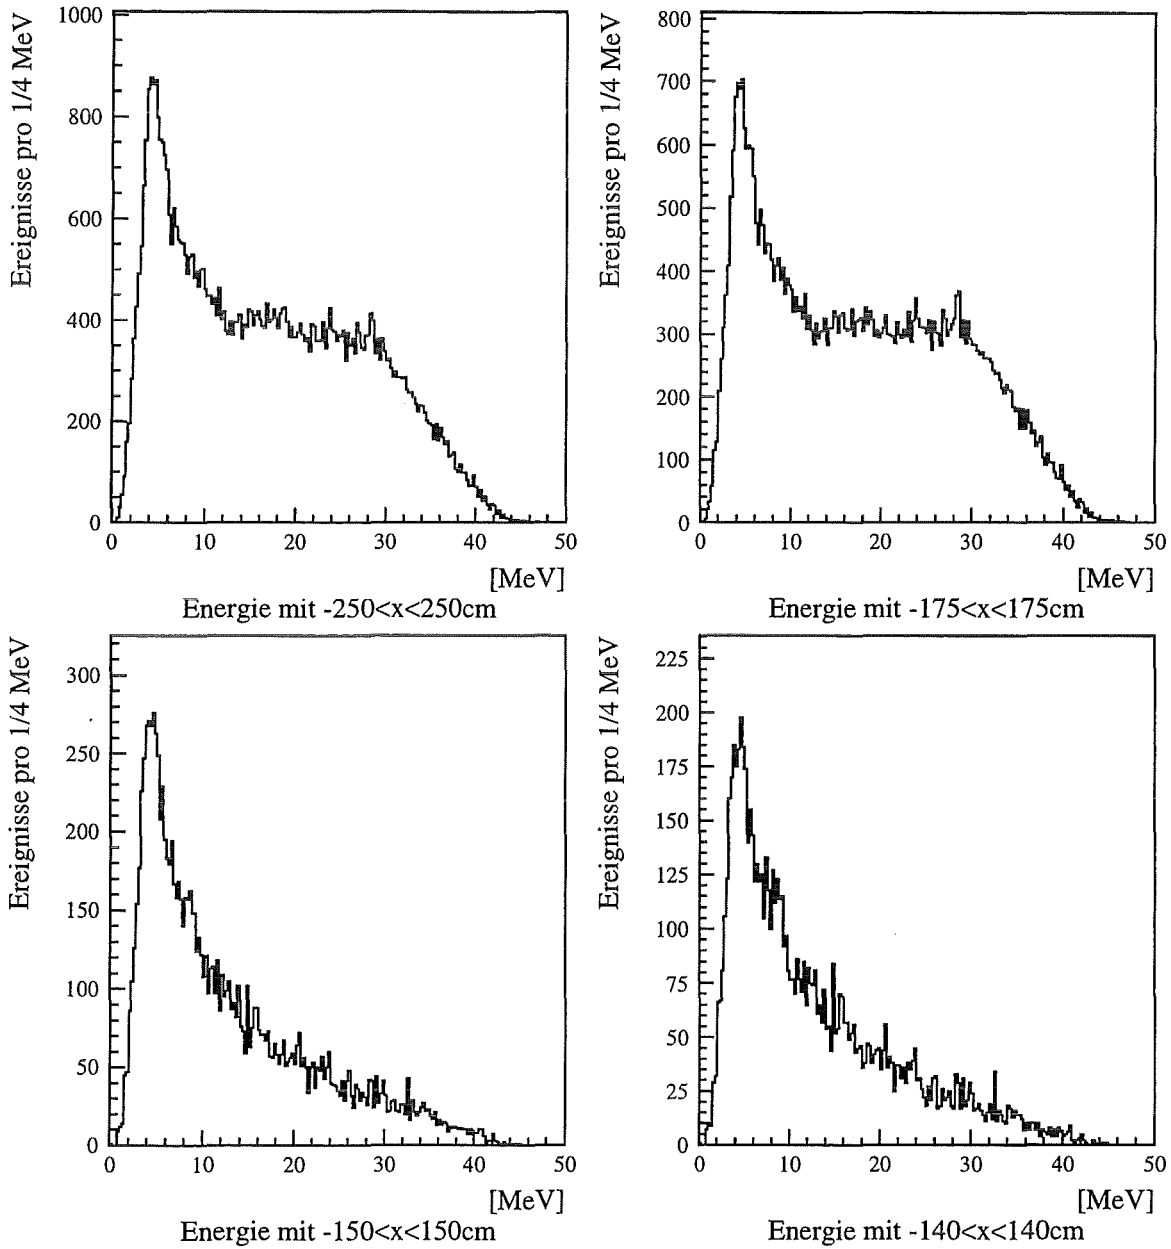 Ereignisse pro 1/4 MeV
1000
800
600
400
200
0
0 10 20 30 40 50
[MeV]
Energie mit -250<x<250cm
Ereignisse pro 1/4 MeV
800
700
600
500
400
300
200
100
0
0 10 20 30 40 50
[MeV]
Energie mit -175<x<175cm
Ereignisse pro 1/4 MeV
300
250
200
150
100
50
0
0 10 20 30 40 50
[MeV]
Energie mit -150<x<150cm
Ereignisse pro 1/4 MeV
225
200
175
150
125
100
75
50
25
0
0 10 20 30 40 50
[MeV]
Energie mit -140<x<140cm